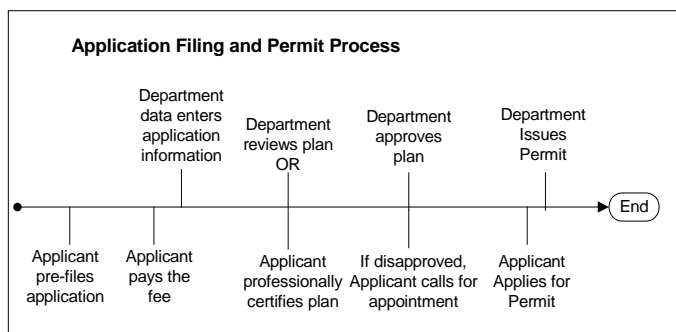 Application Filing and Permit Process
Department
data enters
application
information
Department
reviews plan
OR
Department
approves
plan
Department
Issues
Permit
End
Applicant
pre-files
application
Applicant
pays the
fee
Applicant
professionally
certifies plan
If disapproved,
Applicant calls for
appointment
Applicant
Applies for
Permit